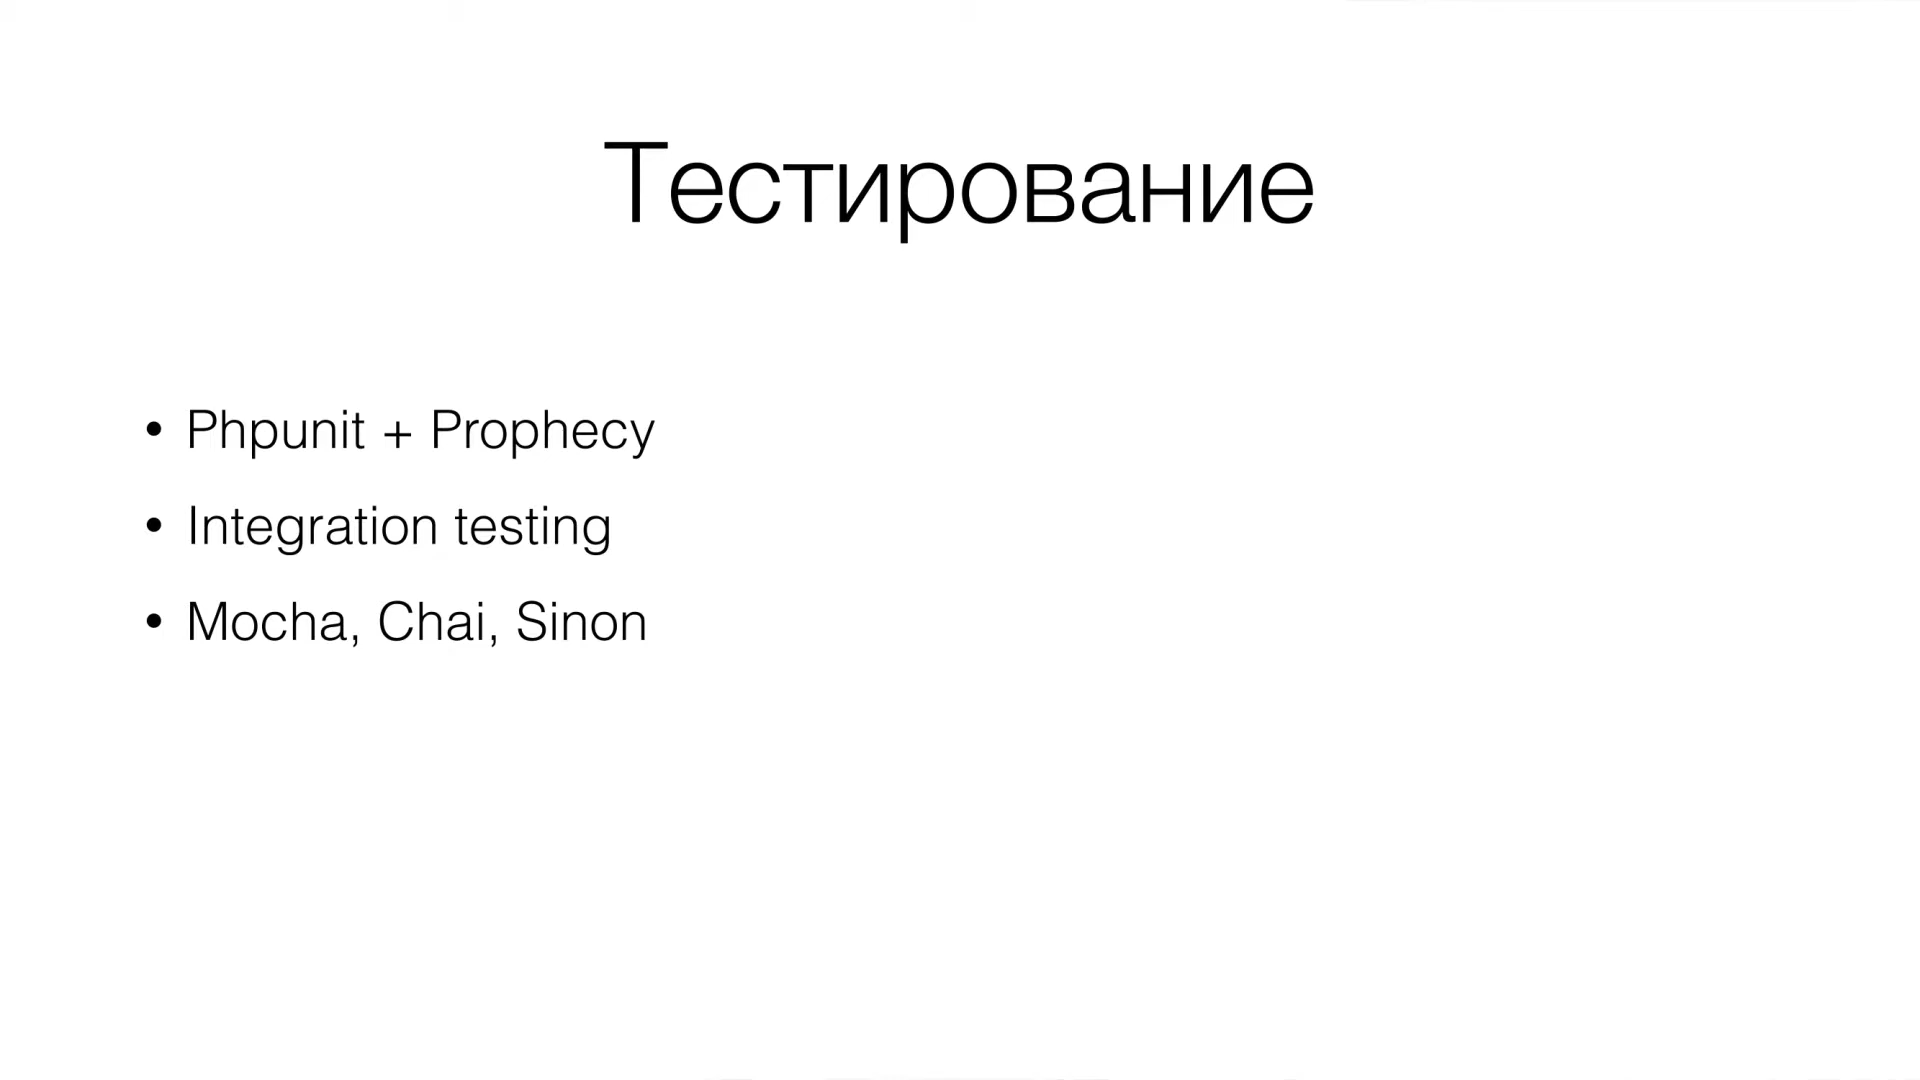 Тестирование
• Phpunit + Prophecy
• Integration testing
• Mocha, Chai, Sinon